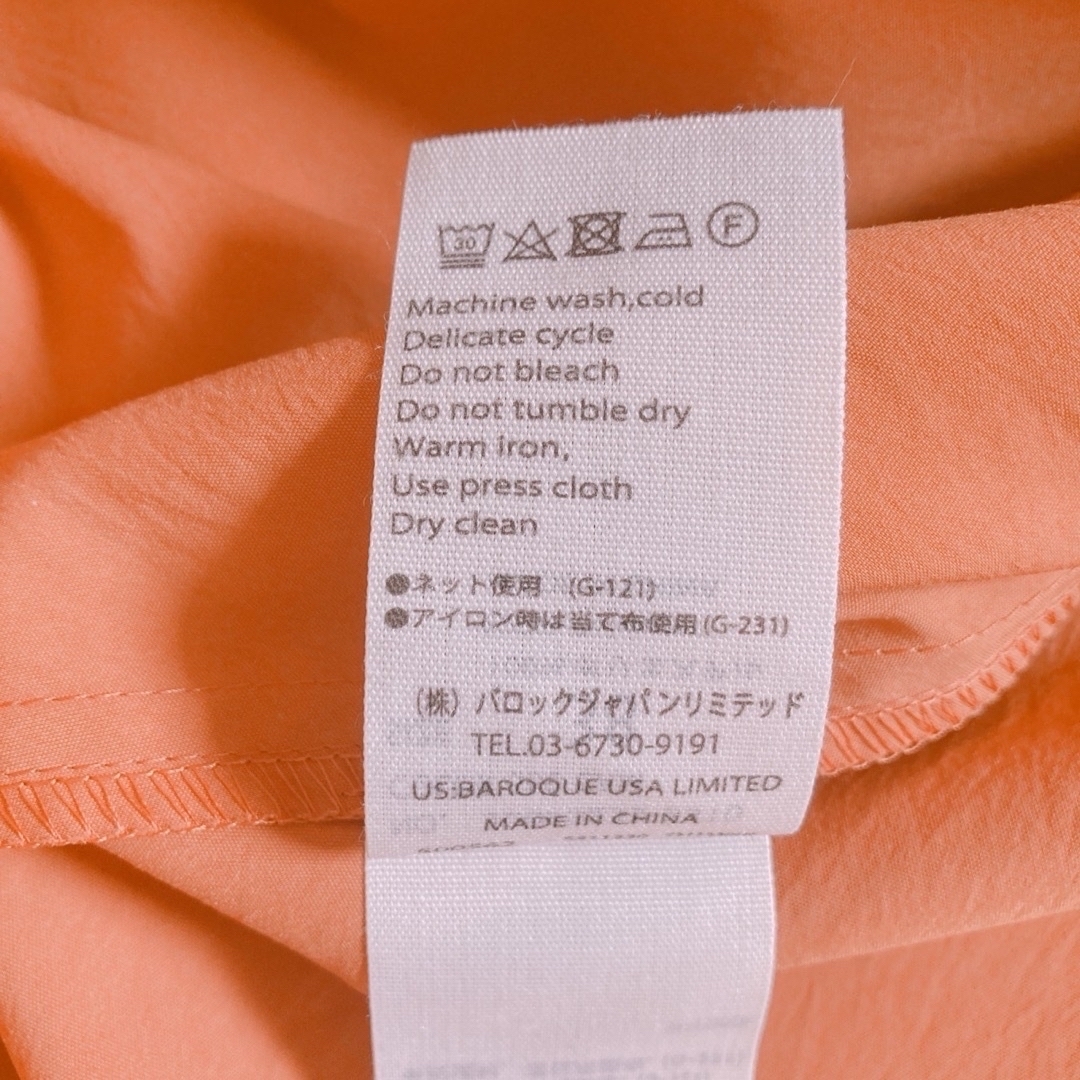 30
F
Machine wash,cold
Delicate cycle
Do not bleach
Do not tumble dry
Warm iron,
Use press cloth
Dry clean
●ネット使用 (G-121)
●アイロン時は当て布使用(G-231)
(株) バロックジャパンリミテッド
TEL.03-6730-9191
US:BAROQUE USA LIMITED
MADE IN CHINA